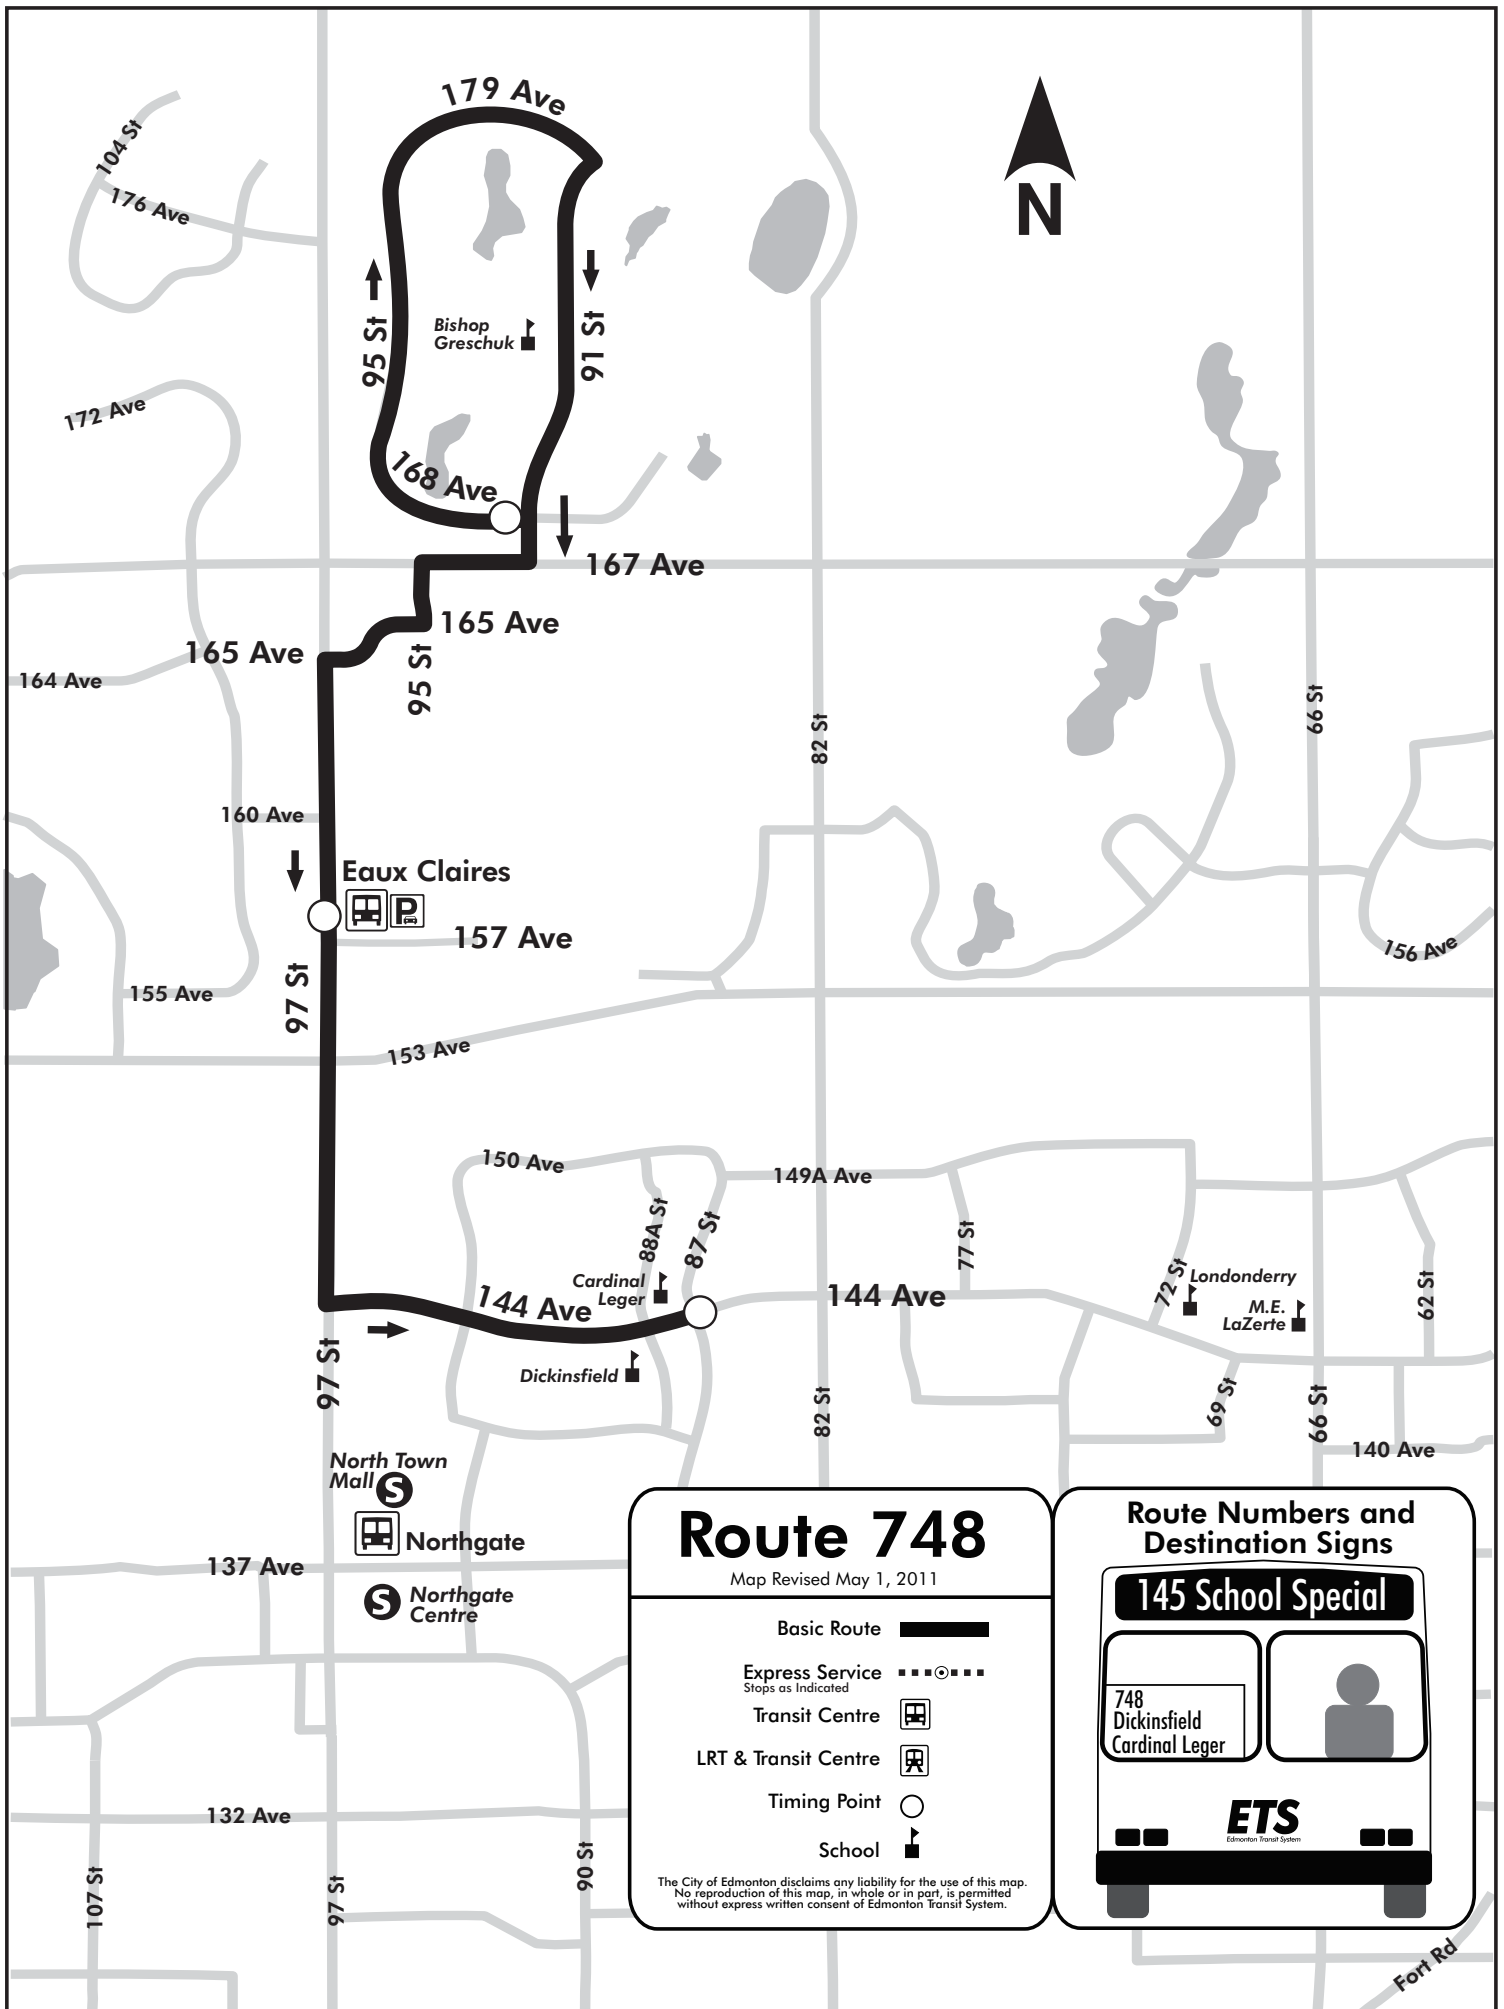 179 Ave
104 St
176 Ave
N
95 St
Bishop
Greschuk
91 St
172 Ave
168 Ave
167 Ave
165 Ave
165 Ave
164 Ave
95 St
66 St
82 St
160 Ave
Eaux Claires
P
157 Ave
156 Ave
155 Ave
97 St
153 Ave
150 Ave
149A Ave
88A St
87 St
77 St
72 St
Londonderry
62 St
Cardinal
Leger
144 Ave
144 Ave
M.E.
LaZerte
97 St
Dickinsfield
82 St
69 St
66 St
140 Ave
North Town
Mall S
Northgate
137 Ave
S Northgate
Centre
132 Ave
107 St
97 St
90 St
Fort Rd
Route 748
Map Revised May 1, 2011
Basic Route
Express Service
Stops as Indicated
Transit Centre
LRT & Transit Centre
Timing Point
School
The City of Edmonton disclaims any liability for the use of this map.
No reproduction of this map, in whole or in part, is permitted
without express written consent of Edmonton Transit System.
Route Numbers and
Destination Signs
145 School Special
748
Dickinsfield
Cardinal Leger
ETS
Edmonton Transit System